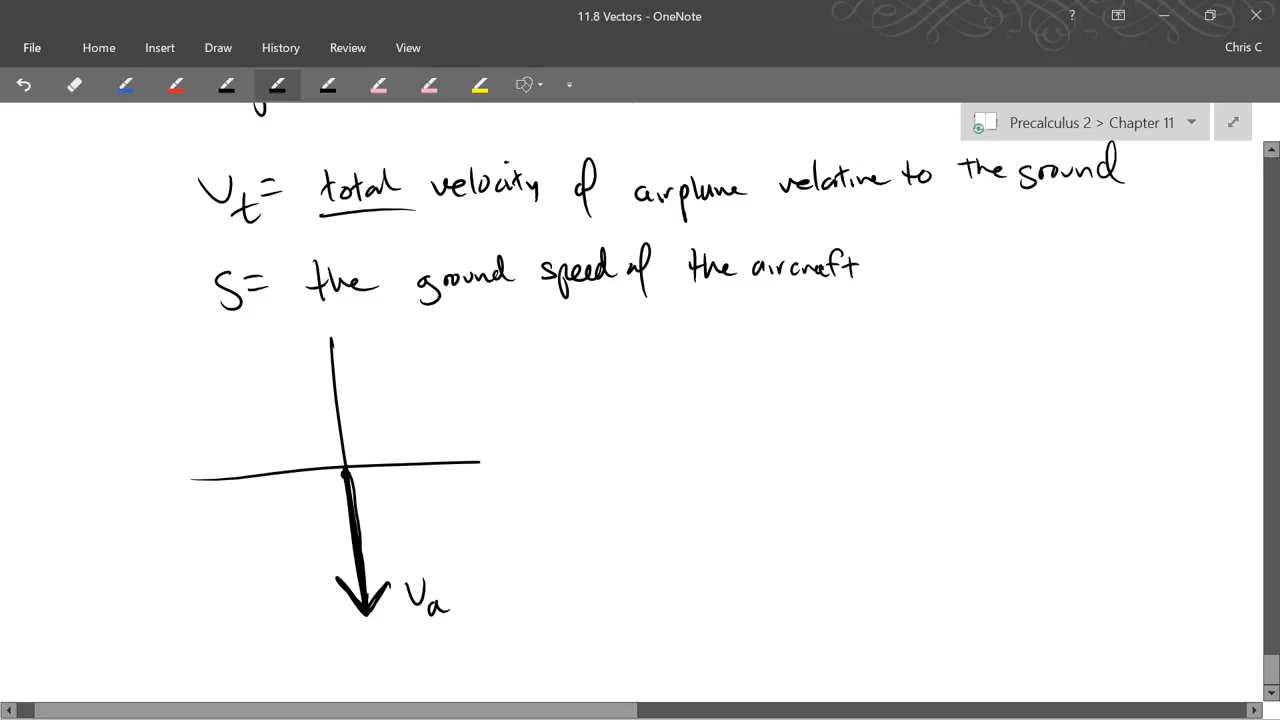 11.8 Vectors - OneNote
?
File Home Insert Draw History Review View
Chris C
Precalculus 2 > Chapter 11
Vt = total velocity of airplane relative to the ground
S = the ground speed of the aircraft
Va